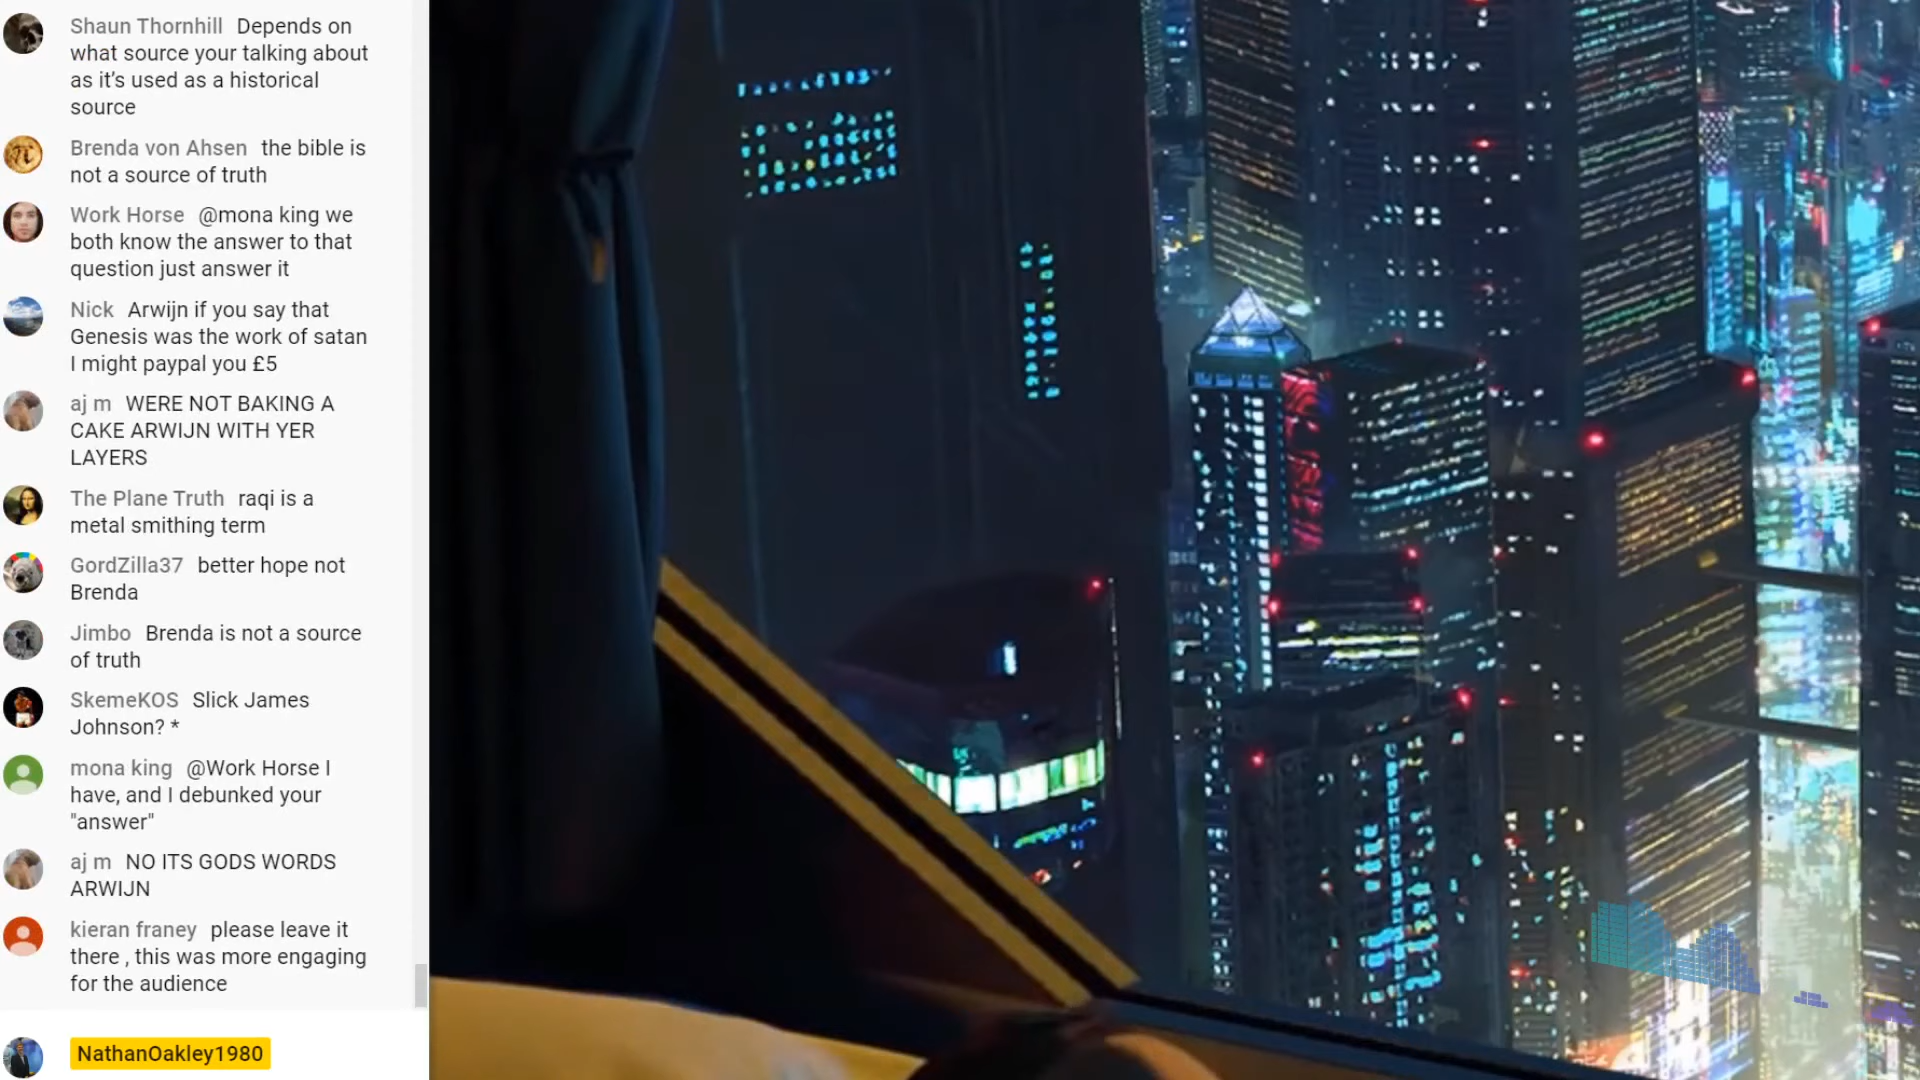 Shaun Thornhill Depends on
what source your talking about
as it’s used as a historical
source
Brenda von Ahsen the bible is
not a source of truth
Work Horse @mona king we
both know the answer to that
question just answer it
Nick Arwijn if you say that
Genesis was the work of satan
I might paypal you £5
aj m WERE NOT BAKING A
CAKE ARWIJN WITH YER
LAYERS
The Plane Truth raqi is a
metal smithing term
GordZilla37 better hope not
Brenda
Jimbo Brenda is not a source
of truth
SkemeKOS Slick James
Johnson? *
mona king @Work Horse I
have, and I debunked your
"answer"
aj m NO ITS GODS WORDS
ARWIJN
kieran franey please leave it
there , this was more engaging
for the audience
NathanOakley1980